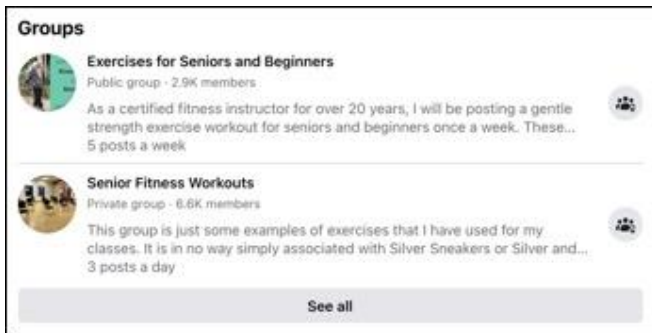 Groups
Exercises for Seniors and Beginners
Public group · 2.9K members
As a certified fitness instructor for over 20 years, I will be posting a gentle
strength exercise workout for seniors and beginners once a week. These...
5 posts a week
Senior Fitness Workouts
Private group · 6.6K members
This group is just some examples of exercises that I have used for my
classes. It is in no way simply associated with Silver Sneakers or Silver and...
3 posts a day
See all